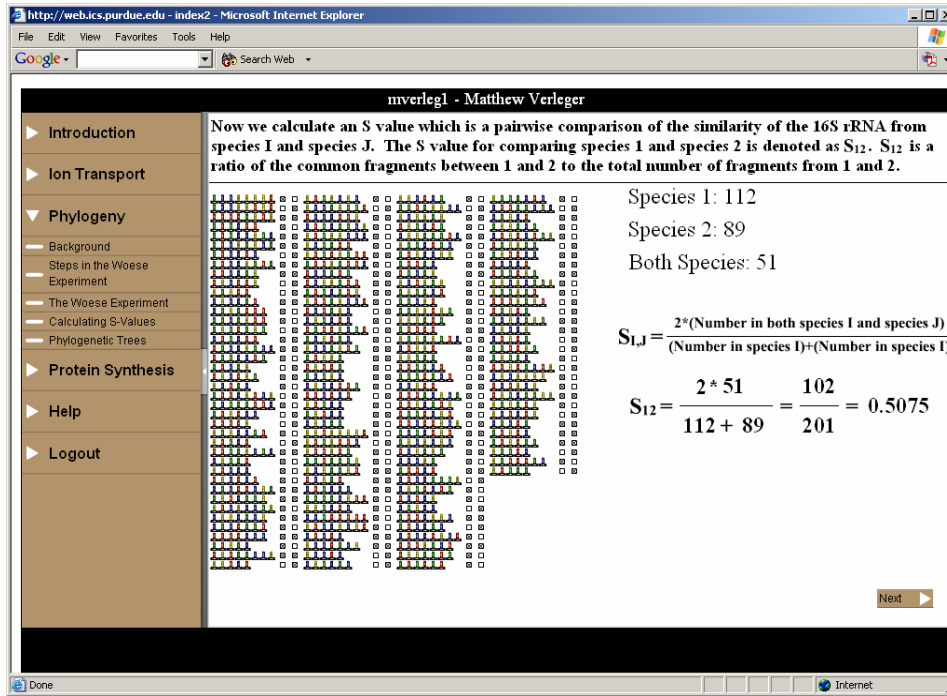 http://web.ics.purdue.edu - index2 - Microsoft Internet Explorer
File Edit View Favorites Tools Help
Google Search Web
mverleg1 - Matthew Verleger
Introduction
Ion Transport
Phylogeny
Background
Steps in the Woese
Experiment
The Woese Experiment
Calculating S-Values
Phylogenetic Trees
Protein Synthesis
Help
Logout
Now we calculate an S value which is a pairwise comparison of the similarity of the 16S rRNA from
species I and species J. The S value for comparing species 1 and species 2 is denoted as S12. S12 is a
ratio of the common fragments between 1 and 2 to the total number of fragments from 1 and 2.
Species 1: 112
Species 2: 89
Both Species: 51
SI,J = 2*(Number in both species I and species J)
(Number in species I)+(Number in species I)
S12 = 2 * 51 = 102 = 0.5075
112 + 89 201
Next
Done Internet